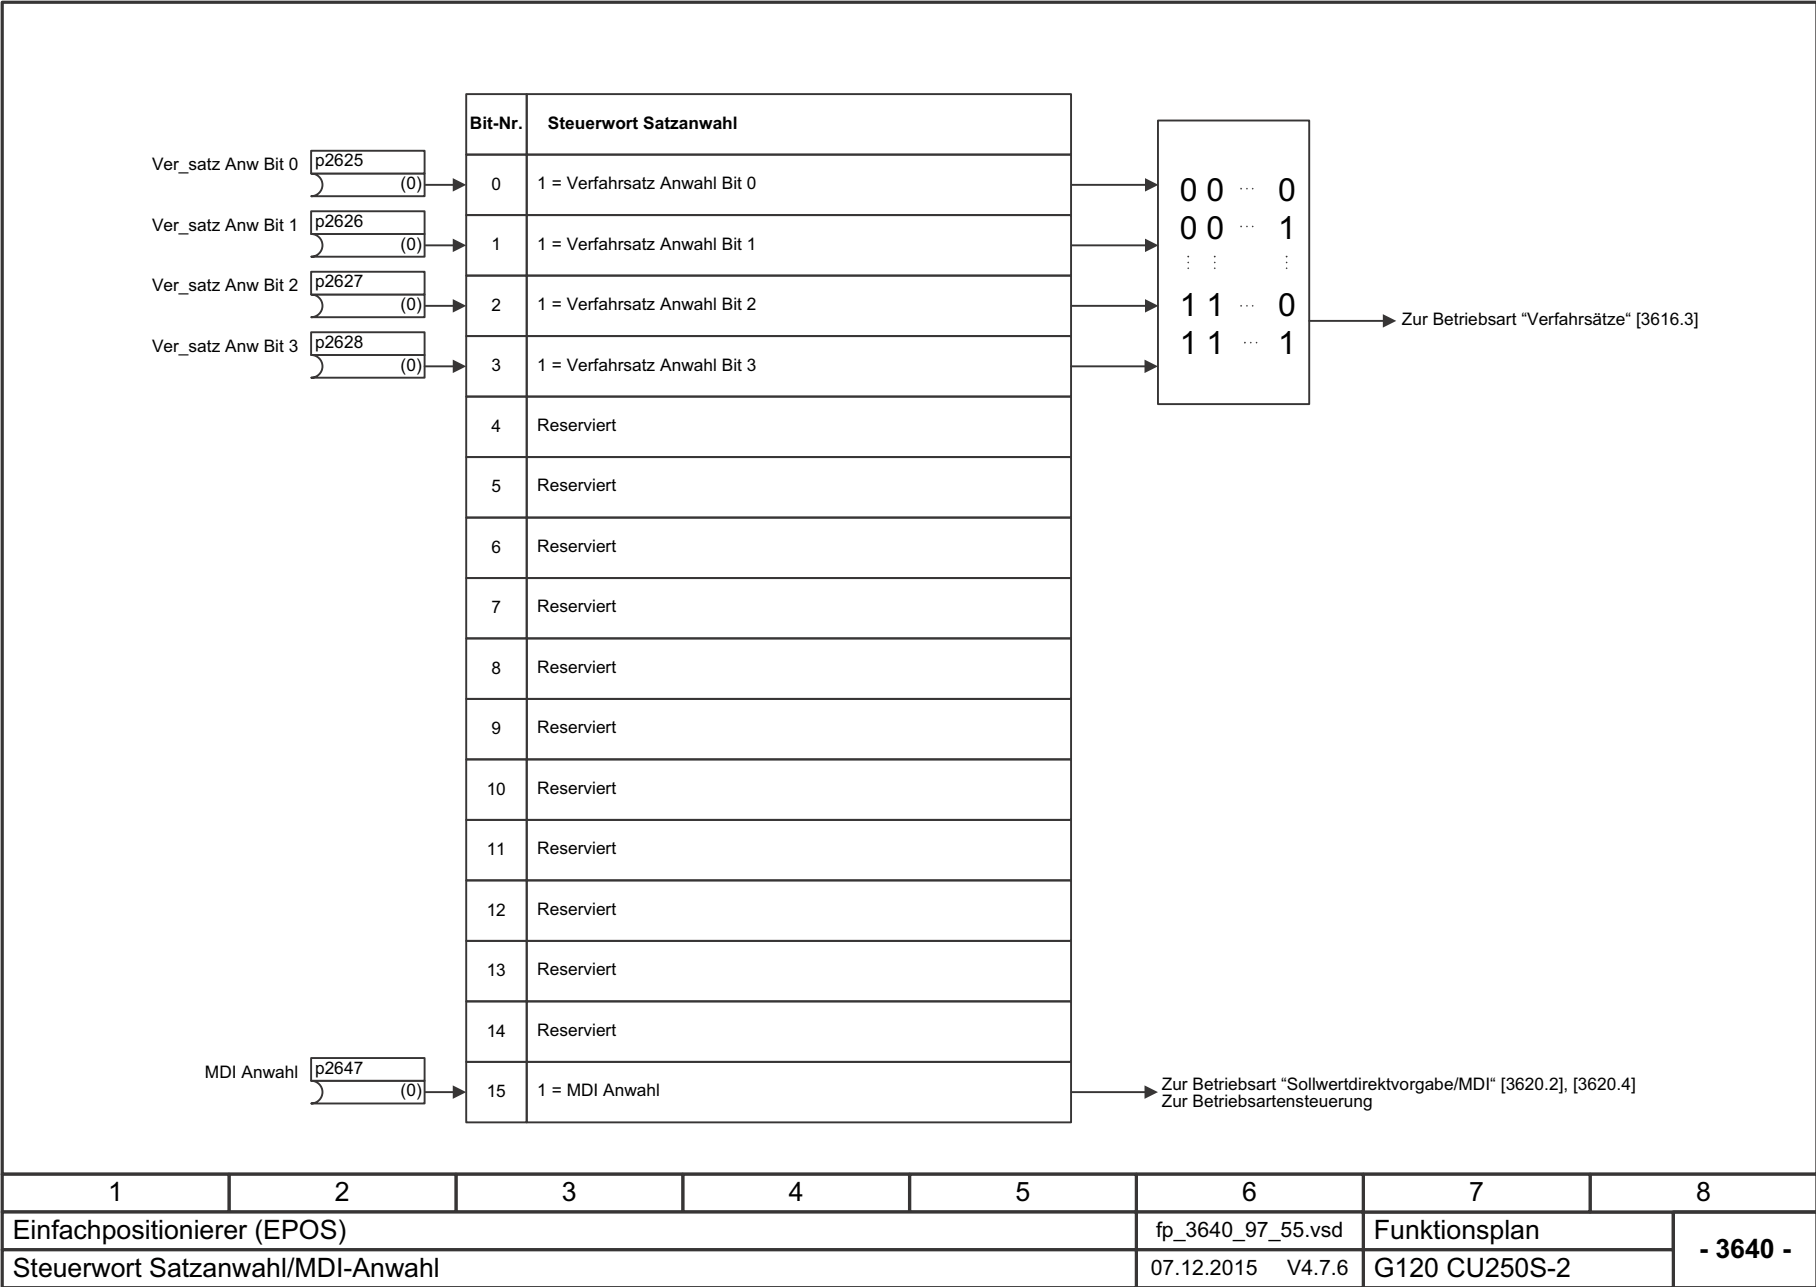 Bit-Nr. Steuerwort Satzanwahl
Ver_satz Anw Bit 0 p2625
(0) 0 1 = Verfahrsatz Anwahl Bit 0
Ver_satz Anw Bit 1 p2626
(0) 1 1 = Verfahrsatz Anwahl Bit 1
Ver_satz Anw Bit 2 p2627
(0) 2 1 = Verfahrsatz Anwahl Bit 2
Ver_satz Anw Bit 3 p2628
(0) 3 1 = Verfahrsatz Anwahl Bit 3
0 0 ... 0
0 0 ... 1
⋮ ⋮ ⋮
1 1 ... 0
1 1 ... 1
Zur Betriebsart “Verfahrsätze“ [3616.3]
4 Reserviert
5 Reserviert
6 Reserviert
7 Reserviert
8 Reserviert
9 Reserviert
10 Reserviert
11 Reserviert
12 Reserviert
13 Reserviert
14 Reserviert
MDI Anwahl p2647
(0) 15 1 = MDI Anwahl
Zur Betriebsart “Sollwertdirektvorgabe/MDI“ [3620.2], [3620.4]
Zur Betriebsartensteuerung
1 2 3 4 5 6 7 8
Einfachpositionierer (EPOS) fp_3640_97_55.vsd Funktionsplan
- 3640 -
Steuerwort Satzanwahl/MDI-Anwahl 07.12.2015 V4.7.6 G120 CU250S-2